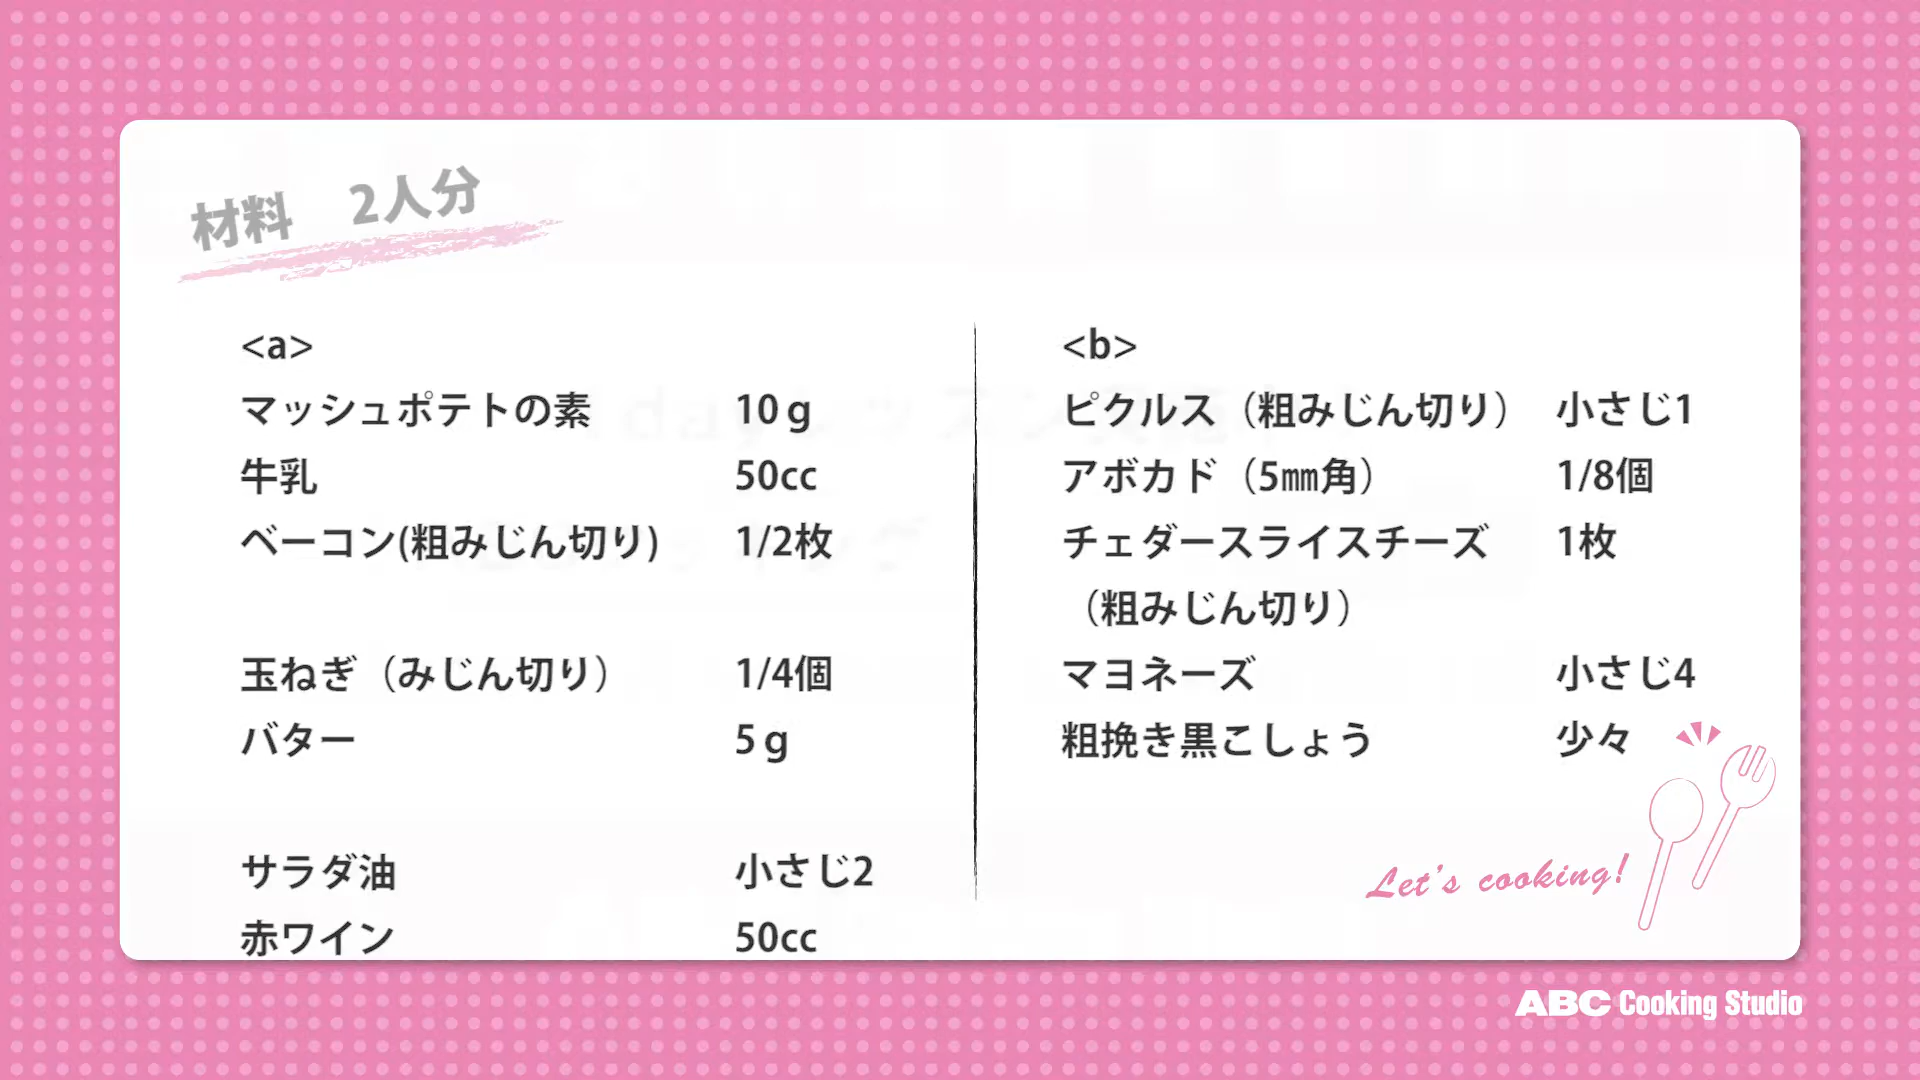 材料　2人分
<a>
マッシュポテトの素　10g
牛乳　50cc
ベーコン(粗みじん切り)　1/2枚
玉ねぎ（みじん切り）　1/4個
バター　5g
サラダ油　小さじ2
赤ワイン　50cc
<b>
ピクルス（粗みじん切り）　小さじ1
アボカド（5㎜角）　1/8個
チェダースライスチーズ　1枚
（粗みじん切り）
マヨネーズ　小さじ4
粗挽き黒こしょう　少々
Let's cooking!
ABC Cooking Studio